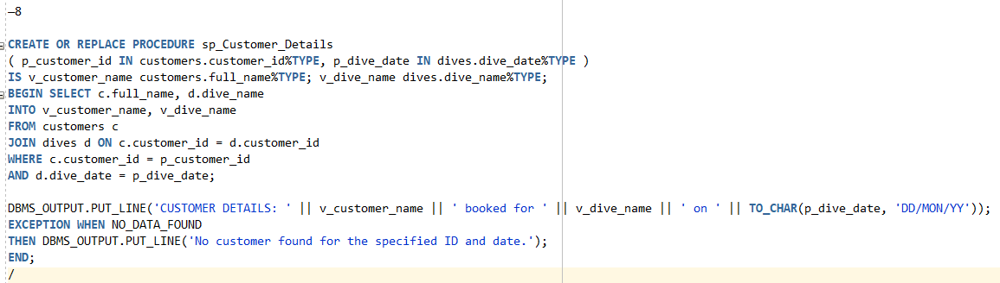 –8
CREATE OR REPLACE PROCEDURE sp_Customer_Details
( p_customer_id IN customers.customer_id%TYPE, p_dive_date IN dives.dive_date%TYPE )
IS v_customer_name customers.full_name%TYPE; v_dive_name dives.dive_name%TYPE;
BEGIN SELECT c.full_name, d.dive_name
INTO v_customer_name, v_dive_name
FROM customers c
JOIN dives d ON c.customer_id = d.customer_id
WHERE c.customer_id = p_customer_id
AND d.dive_date = p_dive_date;
DBMS_OUTPUT.PUT_LINE('CUSTOMER DETAILS: ' || v_customer_name || ' booked for ' || v_dive_name || ' on ' || TO_CHAR(p_dive_date, 'DD/MON/YY'));
EXCEPTION WHEN NO_DATA_FOUND
THEN DBMS_OUTPUT.PUT_LINE('No customer found for the specified ID and date.');
END;
/